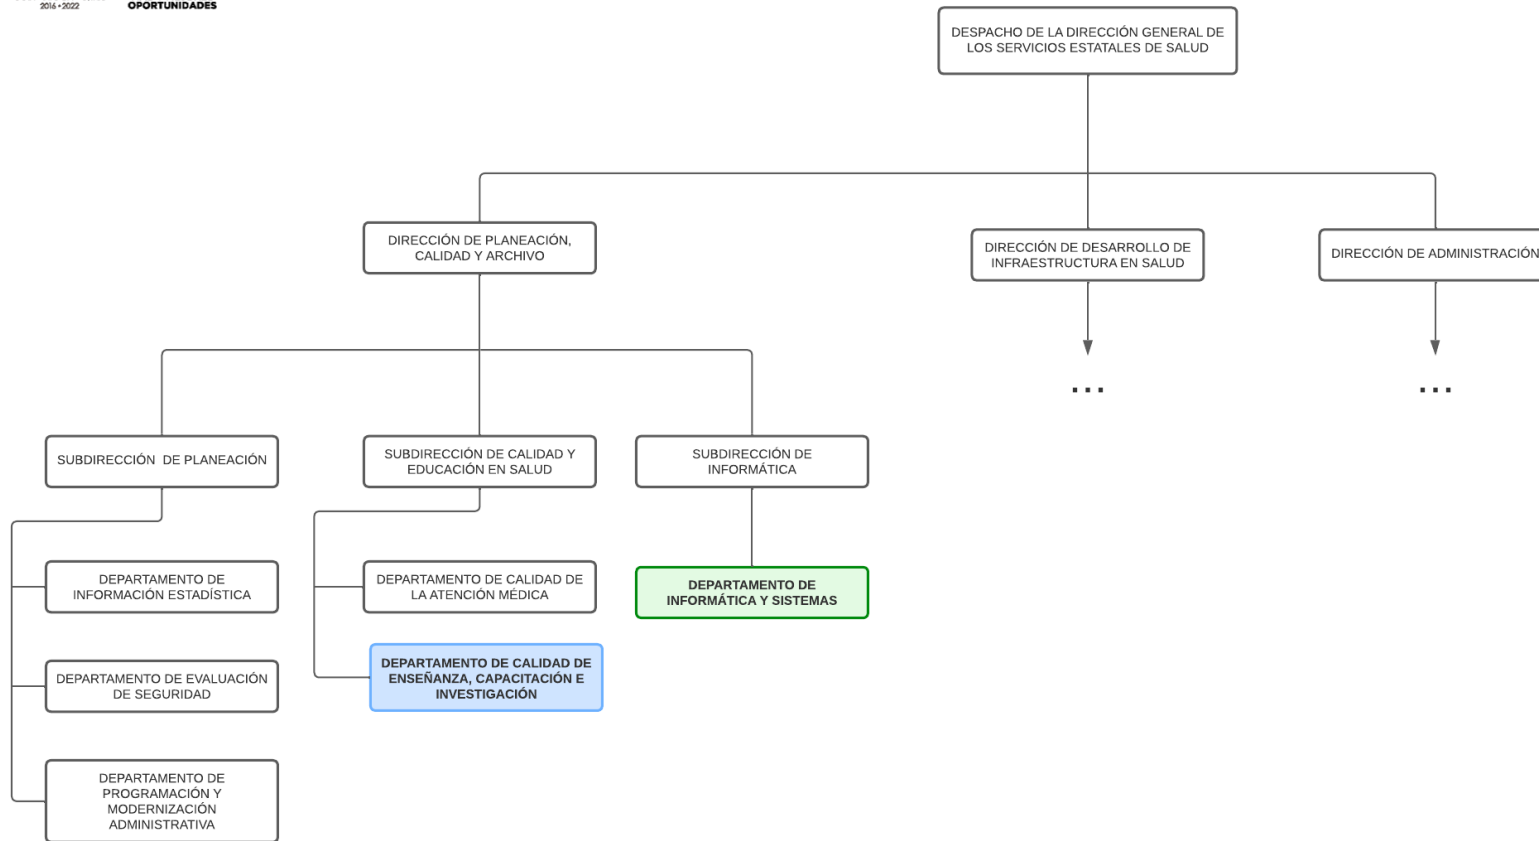 2016 • 2022
OPORTUNIDADES
DESPACHO DE LA DIRECCIÓN GENERAL DE
LOS SERVICIOS ESTATALES DE SALUD
DIRECCIÓN DE PLANEACIÓN,
CALIDAD Y ARCHIVO
DIRECCIÓN DE DESARROLLO DE
INFRAESTRUCTURA EN SALUD
DIRECCIÓN DE ADMINISTRACIÓN
...
...
SUBDIRECCIÓN DE PLANEACIÓN
SUBDIRECCIÓN DE CALIDAD Y
EDUCACIÓN EN SALUD
SUBDIRECCIÓN DE
INFORMÁTICA
DEPARTAMENTO DE
INFORMACIÓN ESTADÍSTICA
DEPARTAMENTO DE CALIDAD DE
LA ATENCIÓN MÉDICA
DEPARTAMENTO DE
INFORMÁTICA Y SISTEMAS
DEPARTAMENTO DE EVALUACIÓN
DE SEGURIDAD
DEPARTAMENTO DE CALIDAD DE
ENSEÑANZA, CAPACITACIÓN E
INVESTIGACIÓN
DEPARTAMENTO DE
PROGRAMACIÓN Y
MODERNIZACIÓN
ADMINISTRATIVA